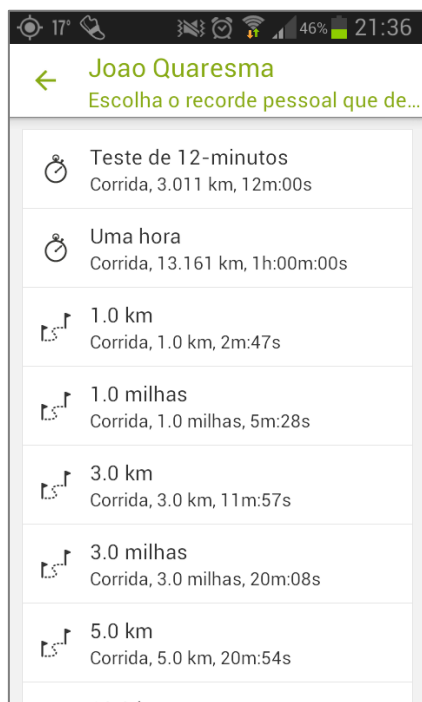 17° 46% 21:36
Joao Quaresma
Escolha o recorde pessoal que de...
Teste de 12-minutos
Corrida, 3.011 km, 12m:00s
Uma hora
Corrida, 13.161 km, 1h:00m:00s
1.0 km
Corrida, 1.0 km, 2m:47s
1.0 milhas
Corrida, 1.0 milhas, 5m:28s
3.0 km
Corrida, 3.0 km, 11m:57s
3.0 milhas
Corrida, 3.0 milhas, 20m:08s
5.0 km
Corrida, 5.0 km, 20m:54s